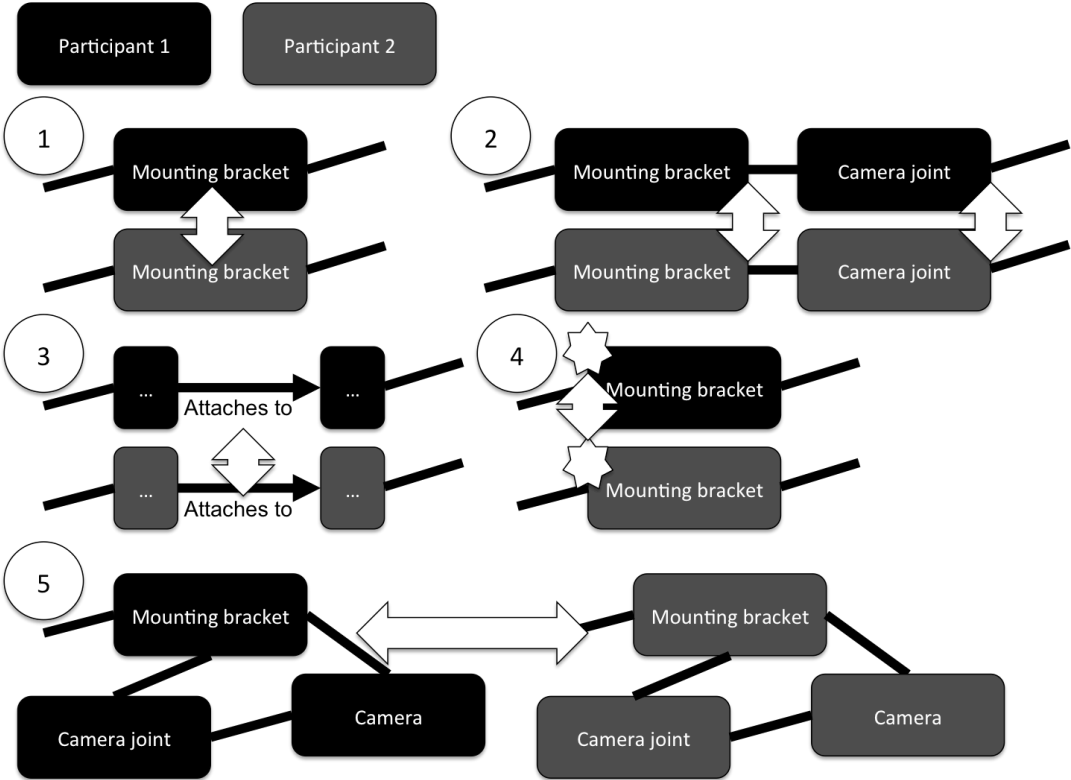 Participant 1
Participant 2
1
Mounting bracket
Mounting bracket
2
Mounting bracket
Camera joint
Mounting bracket
Camera joint
3
...
Attaches to
...
...
Attaches to
...
4
Mounting bracket
Mounting bracket
5
Mounting bracket
Camera joint
Camera
Mounting bracket
Camera joint
Camera